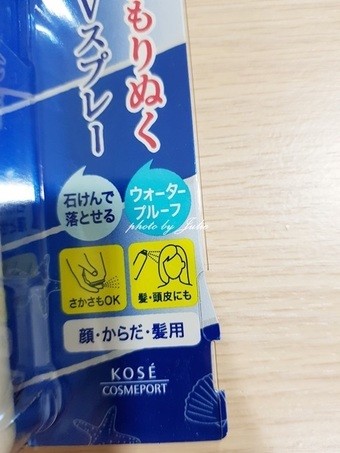 もりぬく
Vスプレー
石けんで
落とせる
ウォーター
プルーフ
photo by Julie
さかさもOK
髪・頭皮にも
顔・からだ・髪用
KOSÉ
COSMEPORT